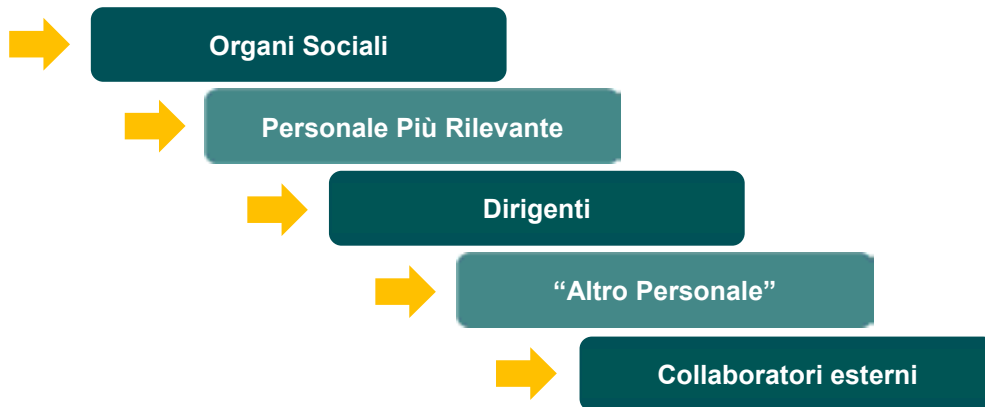 Organi Sociali
Personale Più Rilevante
Dirigenti
“Altro Personale”
Collaboratori esterni